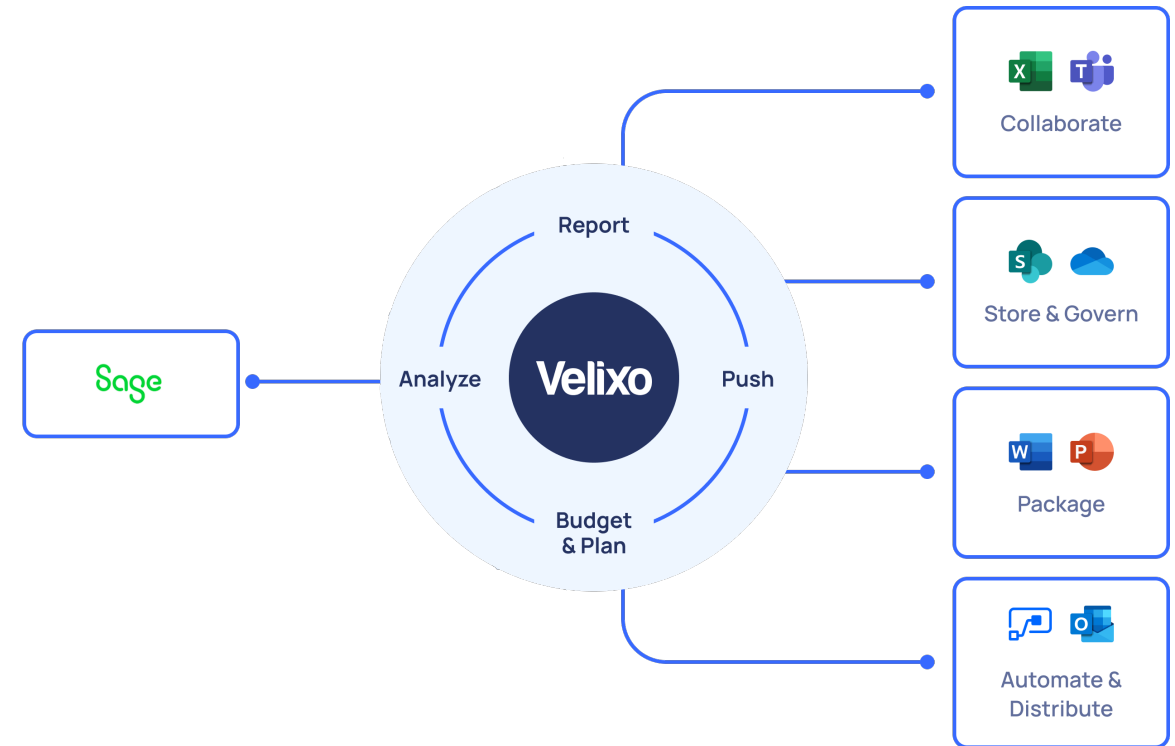 X
T
Collaborate
Report
S
Store & Govern
Sage
Analyze
Velixo
Push
W
P
Package
Budget
& Plan
O
Automate &
Distribute